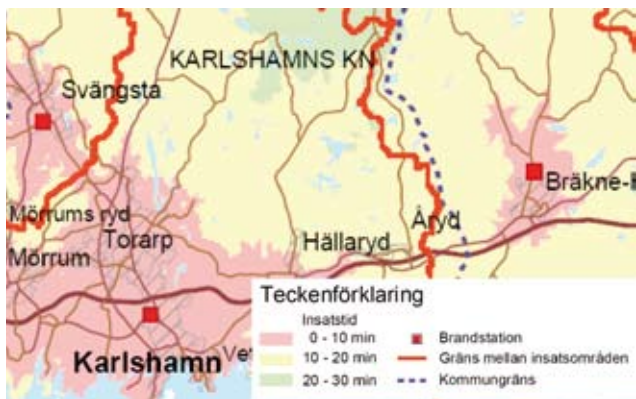 KARLSHAMNS KN
Svängsta
Bräkne-H
Mörrums ryd
Åryd
Torarp
Hällaryd
Mörrum
Karlshamn
Vet
Teckenförklaring
Insatstid
0 - 10 min
Brandstation
10 - 20 min
Gräns mellan insatsområden
20 - 30 min
Kommungräns